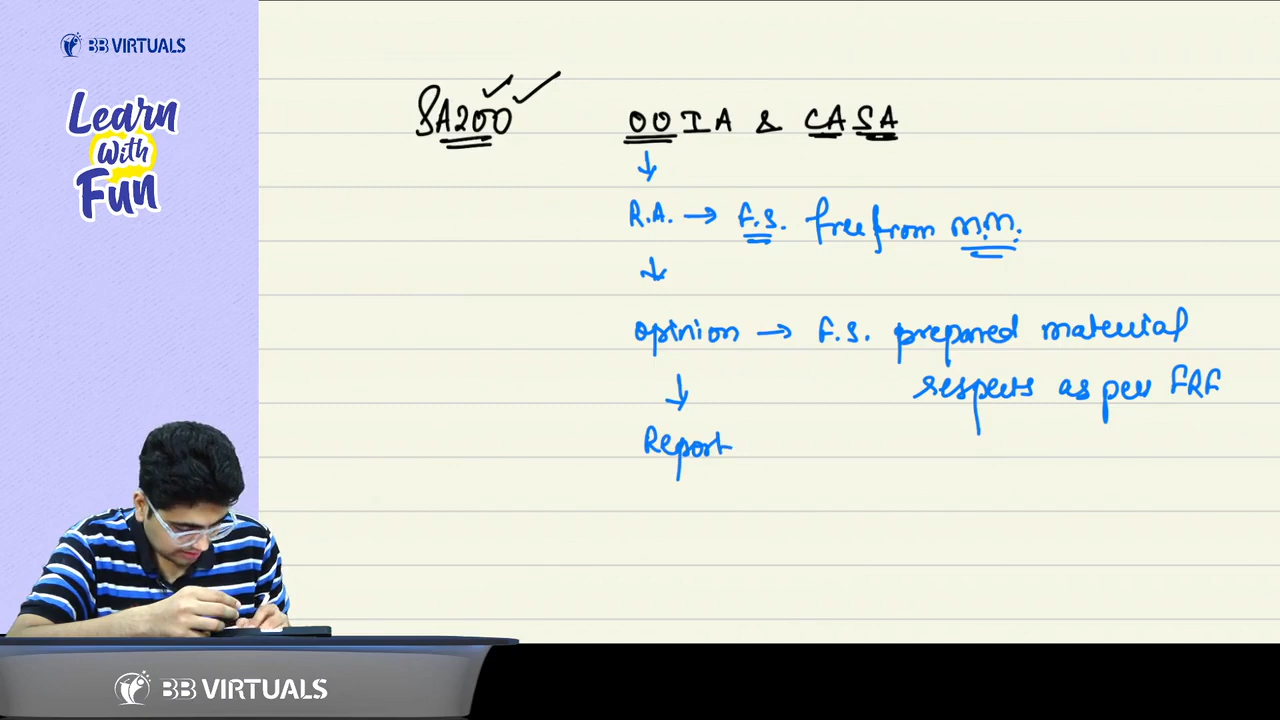 BB VIRTUALS
Learn
with
Fun
SA200 OOIA & CASA
R.A. → F.S. free from m.m.
opinion → F.S. prepared material
respects as per FRF
Report
BB VIRTUALS